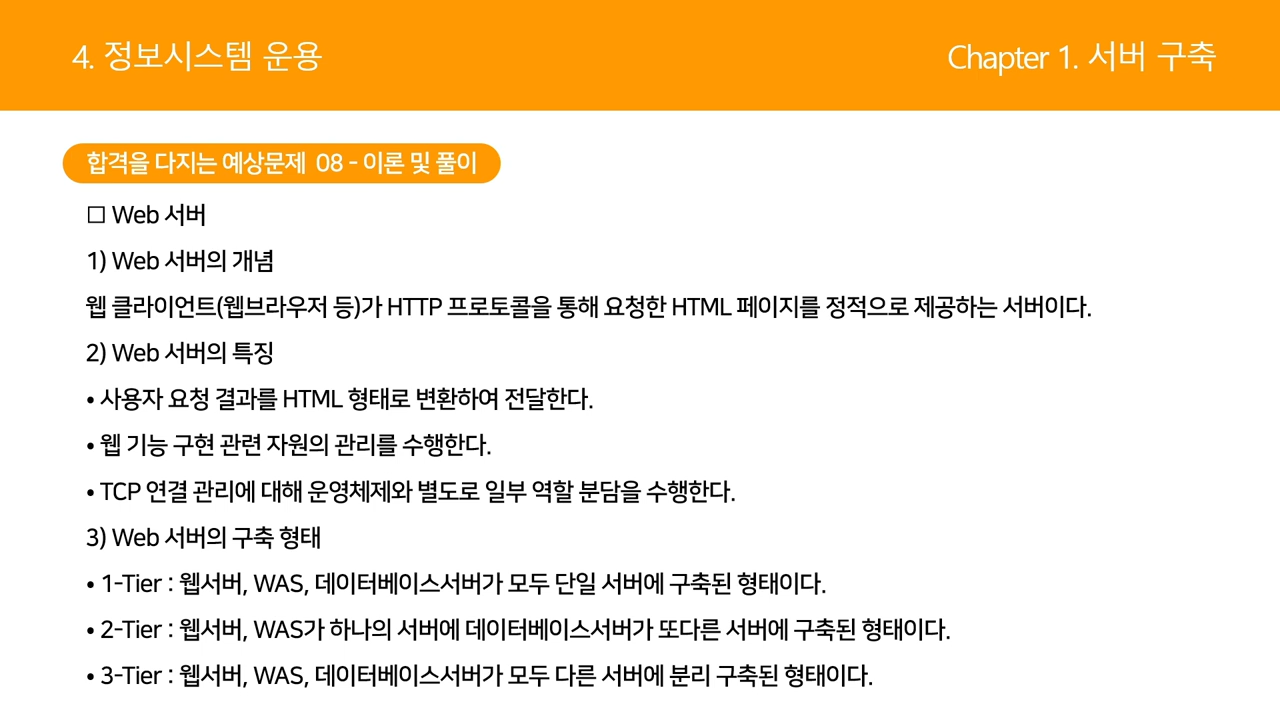 4. 정보시스템 운용
Chapter 1. 서버 구축
합격을 다지는 예상문제 08 - 이론 및 풀이
□ Web 서버
1) Web 서버의 개념
웹 클라이언트(웹브라우저 등)가 HTTP 프로토콜을 통해 요청한 HTML 페이지를 정적으로 제공하는 서버이다.
2) Web 서버의 특징
• 사용자 요청 결과를 HTML 형태로 변환하여 전달한다.
• 웹 기능 구현 관련 자원의 관리를 수행한다.
• TCP 연결 관리에 대해 운영체제와 별도로 일부 역할 분담을 수행한다.
3) Web 서버의 구축 형태
• 1-Tier : 웹서버, WAS, 데이터베이스서버가 모두 단일 서버에 구축된 형태이다.
• 2-Tier : 웹서버, WAS가 하나의 서버에 데이터베이스서버가 또다른 서버에 구축된 형태이다.
• 3-Tier : 웹서버, WAS, 데이터베이스서버가 모두 다른 서버에 분리 구축된 형태이다.